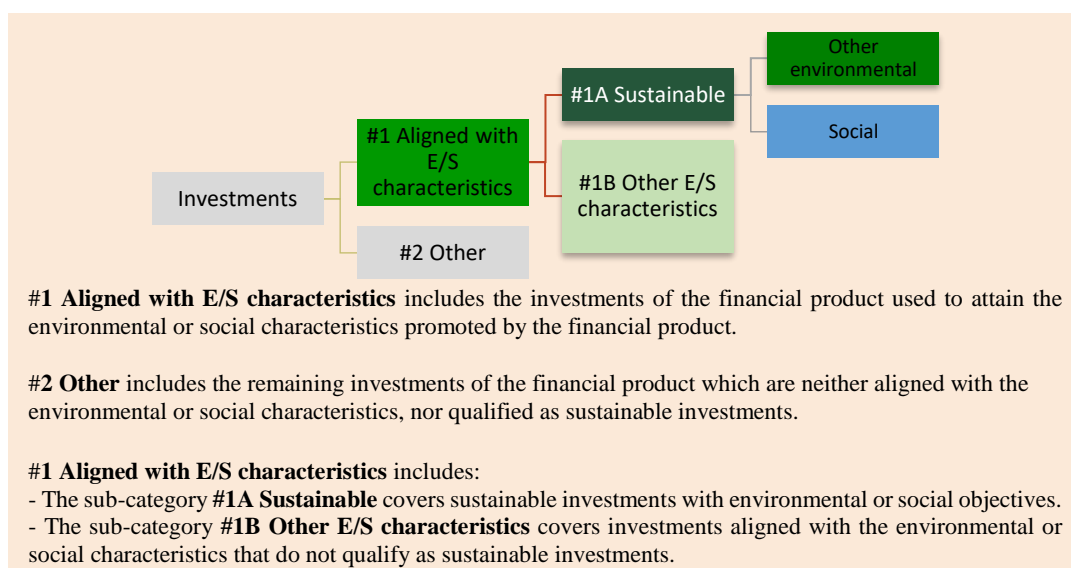 Other
environmental
#1A Sustainable
#1 Aligned with
E/S
characteristics
Social
#1B Other E/S
characteristics
Investments
#2 Other
#1 Aligned with E/S characteristics includes the investments of the financial product used to attain the
environmental or social characteristics promoted by the financial product.
#2 Other includes the remaining investments of the financial product which are neither aligned with the
environmental or social characteristics, nor qualified as sustainable investments.
#1 Aligned with E/S characteristics includes:
- The sub-category #1A Sustainable covers sustainable investments with environmental or social objectives.
- The sub-category #1B Other E/S characteristics covers investments aligned with the environmental or
social characteristics that do not qualify as sustainable investments.